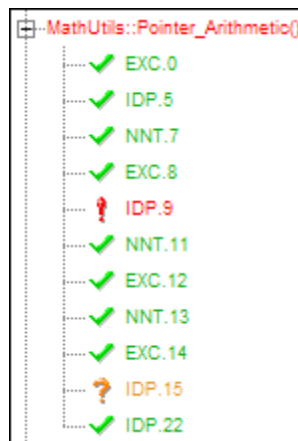 MathUtils::Pointer_Arithmetic()
EXC.0
IDP.5
NNT.7
EXC.8
IDP.9
NNT.11
EXC.12
NNT.13
EXC.14
IDP.15
IDP.22